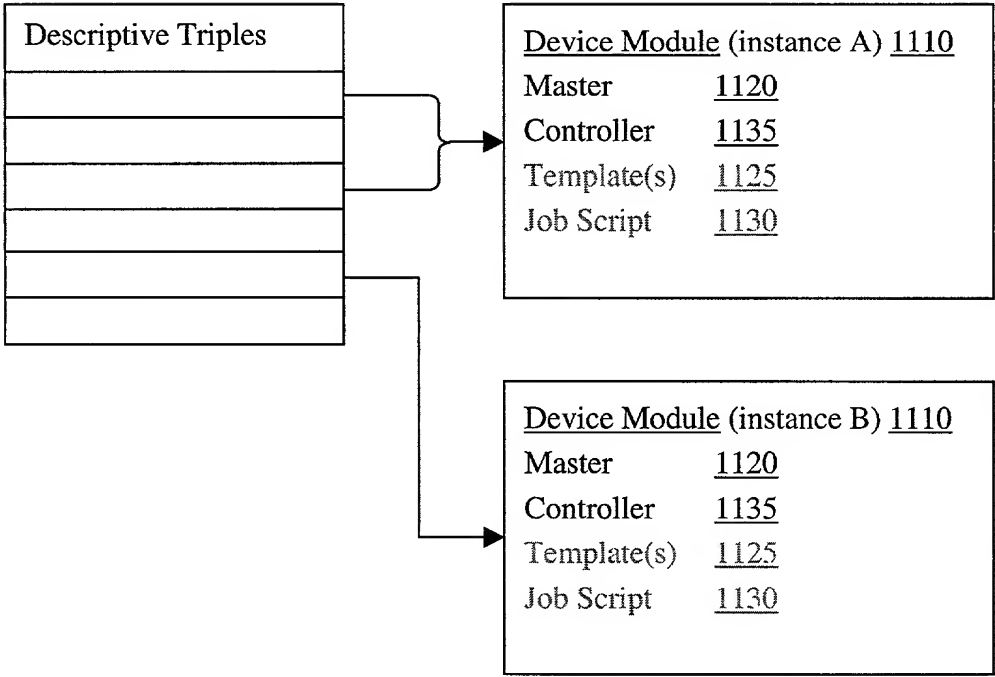 Descriptive Triples
Device Module (instance A) 1110
Master 1120
Controller 1135
Template(s) 1125
Job Script 1130
Device Module (instance B) 1110
Master 1120
Controller 1135
Template(s) 1125
Job Script 1130